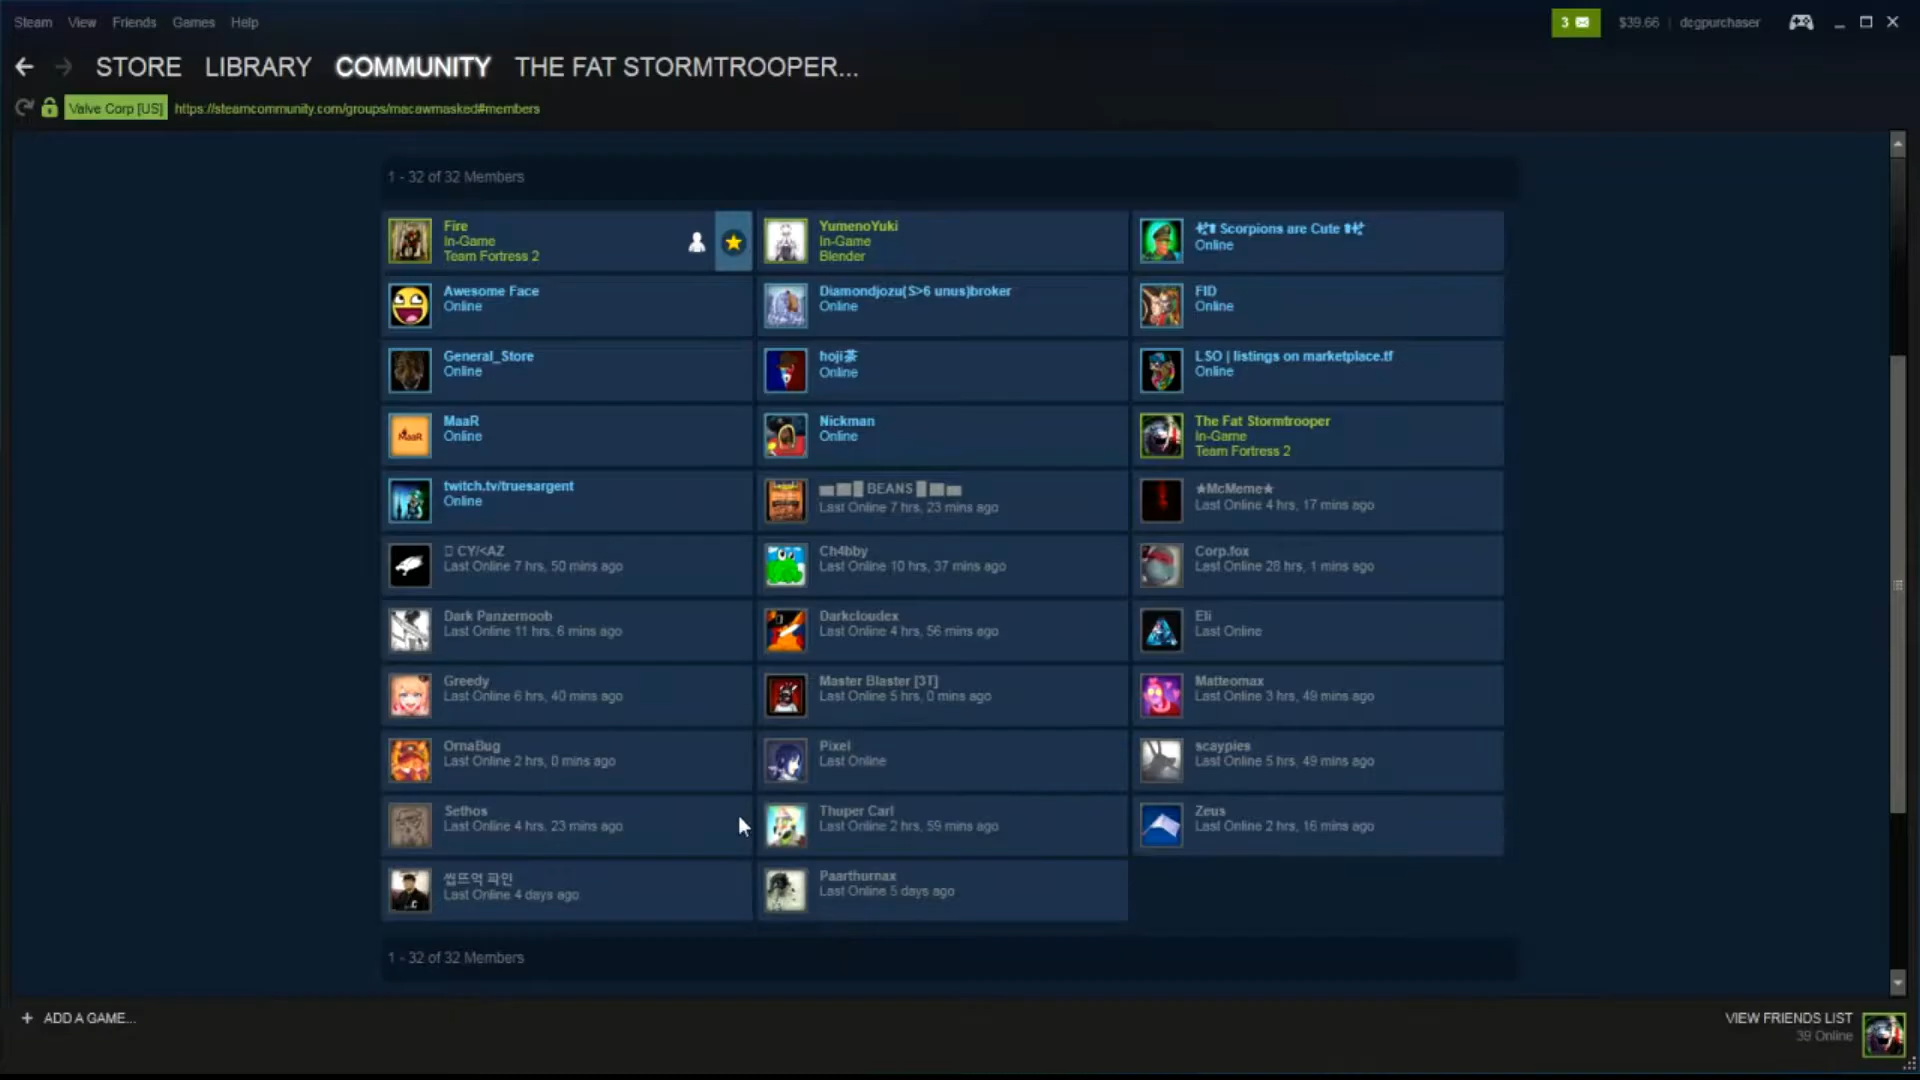 Steam View Friends Games Help
3 $39.66 | dcgpurchaser
STORE LIBRARY COMMUNITY THE FAT STORMTROOPER...
Valve Corp [US] https://steamcommunity.com/groups/macawmasked#members
1 - 32 of 32 Members
Fire
In-Game
Team Fortress 2
YumenoYuki
In-Game
Blender
Scorpions are Cute
Online
Awesome Face
Online
Diamondjozu(S>6 unus)broker
Online
FID
Online
General_Store
Online
hoji茶
Online
LSO | listings on marketplace.tf
Online
MaaR
MaaR
Online
Nickman
Online
The Fat Stormtrooper
In-Game
Team Fortress 2
twitch.tv/truesargent
Online
BEANS
Last Online 7 hrs, 23 mins ago
★McMeme★
Last Online 4 hrs, 17 mins ago
CY/<AZ
Last Online 7 hrs, 50 mins ago
Ch4bby
Last Online 10 hrs, 37 mins ago
Corp.fox
Last Online 28 hrs, 1 mins ago
Dark Panzernoob
Last Online 11 hrs, 6 mins ago
Darkcloudex
Last Online 4 hrs, 56 mins ago
Eli
Last Online
Greedy
Last Online 6 hrs, 40 mins ago
Master Blaster [3T]
Last Online 5 hrs, 0 mins ago
Matteomax
Last Online 3 hrs, 49 mins ago
OrnaBug
Last Online 2 hrs, 0 mins ago
Pixel
Last Online
scaypies
Last Online 5 hrs, 49 mins ago
Sethos
Last Online 4 hrs, 23 mins ago
Thuper Carl
Last Online 2 hrs, 59 mins ago
Zeus
Last Online 2 hrs, 16 mins ago
씹뜨억 파인
Last Online 4 days ago
Paarthurnax
Last Online 5 days ago
1 - 32 of 32 Members
+ ADD A GAME...
VIEW FRIENDS LIST
39 Online